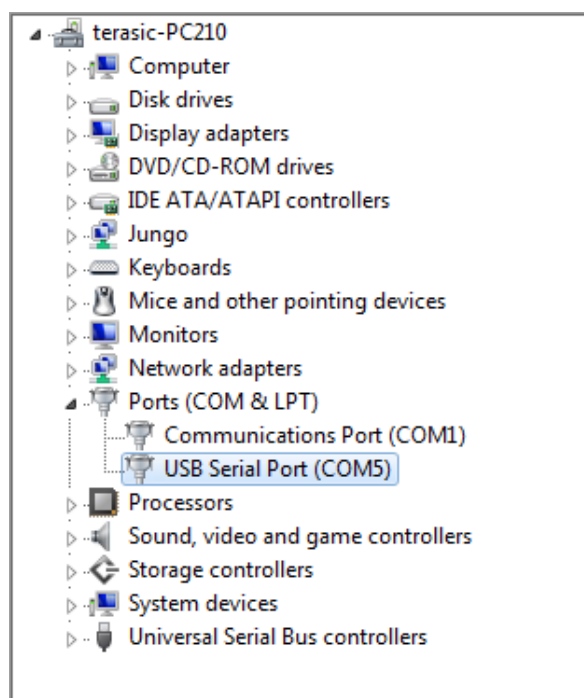 terasic-PC210
Computer
Disk drives
Display adapters
DVD/CD-ROM drives
IDE ATA/ATAPI controllers
Jungo
Keyboards
Mice and other pointing devices
Monitors
Network adapters
Ports (COM & LPT)
Communications Port (COM1)
USB Serial Port (COM5)
Processors
Sound, video and game controllers
Storage controllers
System devices
Universal Serial Bus controllers